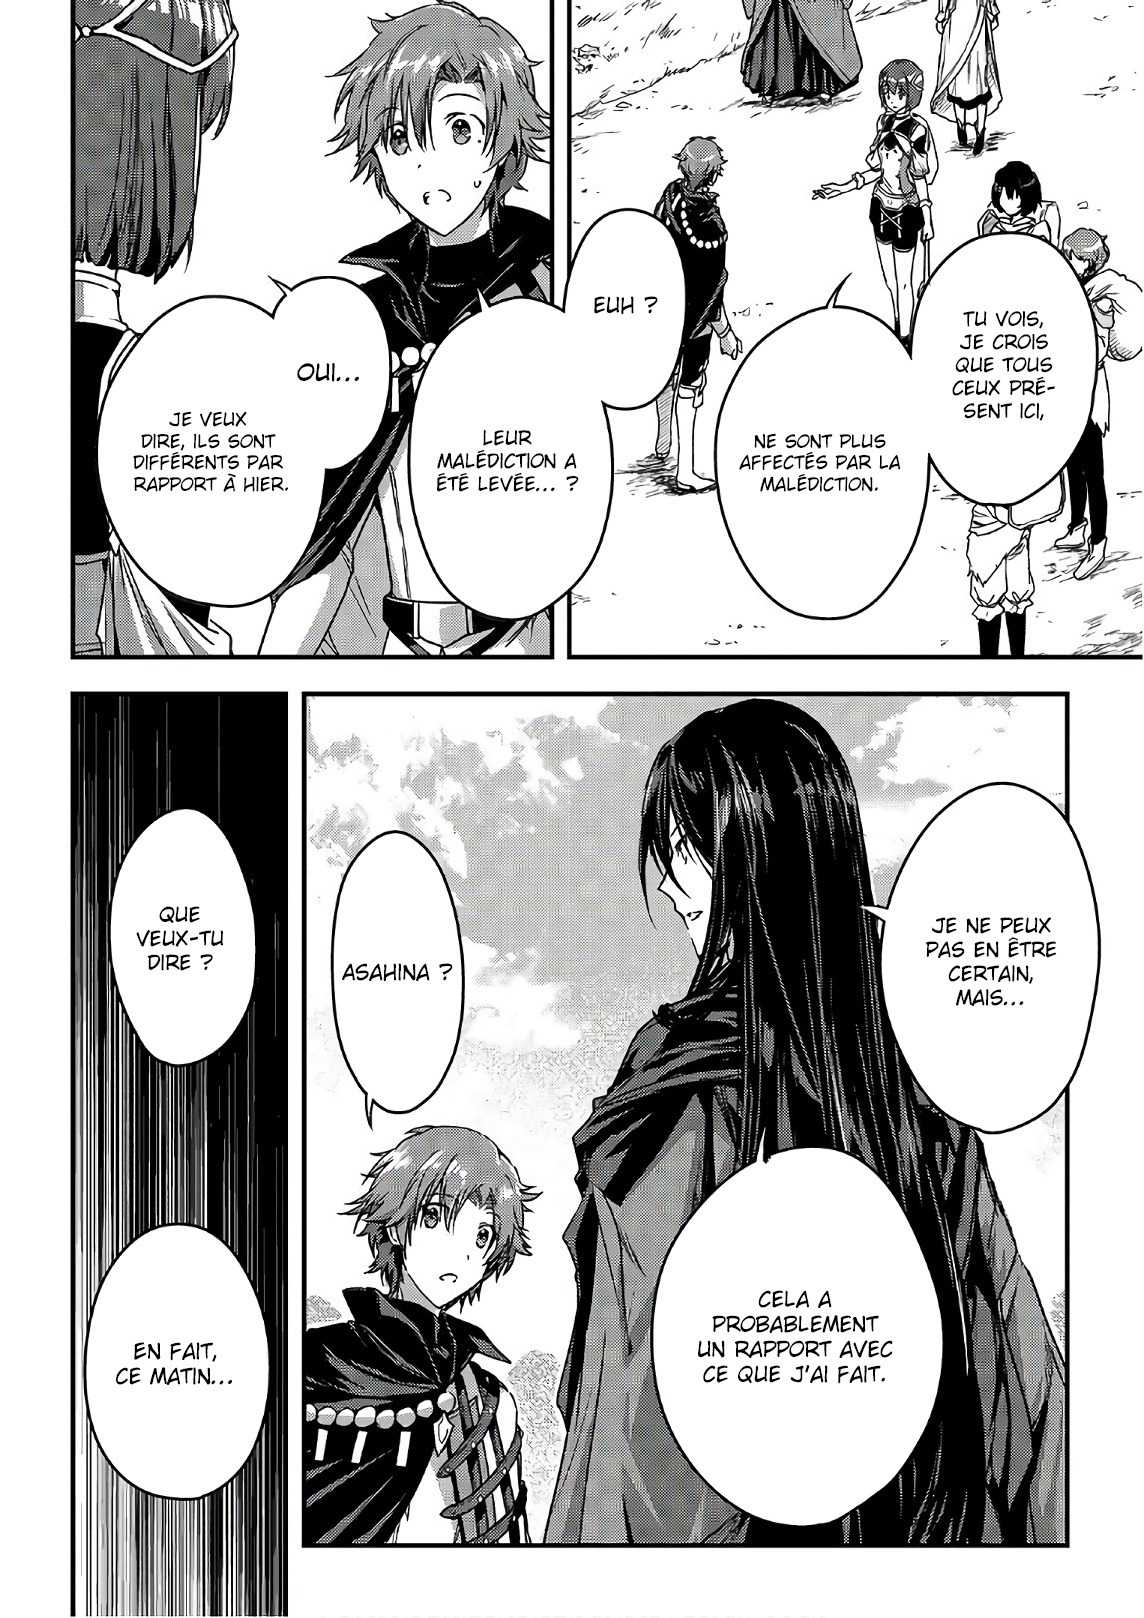 TU VOIS,
JE CROIS
QUE TOUS
CEUX PRÉ-
SENT ICI,
NE SONT PLUS
AFFECTÉS PAR LA
MALÉDICTION.
EUH ?
LEUR
MALÉDICTION A
ÉTÉ LEVÉE... ?
OUI...
JE VEUX
DIRE, ILS SONT
DIFFÉRENTS PAR
RAPPORT À HIER.
JE NE PEUX
PAS EN ÊTRE
CERTAIN,
MAIS...
CELA A
PROBABLEMENT
UN RAPPORT AVEC
CE QUE J'AI FAIT.
ASAHINA ?
QUE
VEUX-TU
DIRE ?
EN FAIT,
CE MATIN...